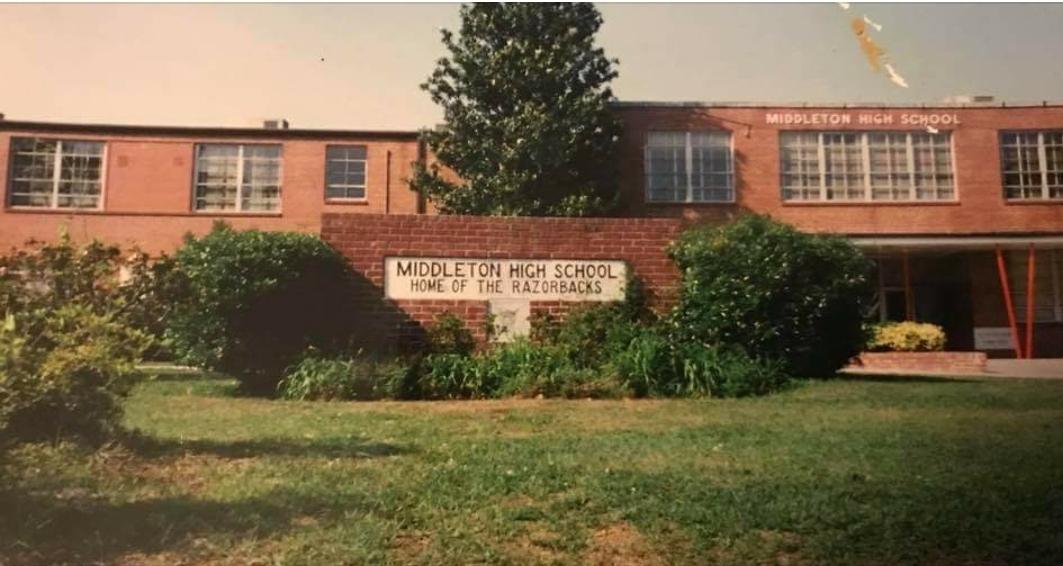 MIDDLETON HIGH SCHOOL
MIDDLETON HIGH SCHOOL
HOME OF THE RAZORBACKS